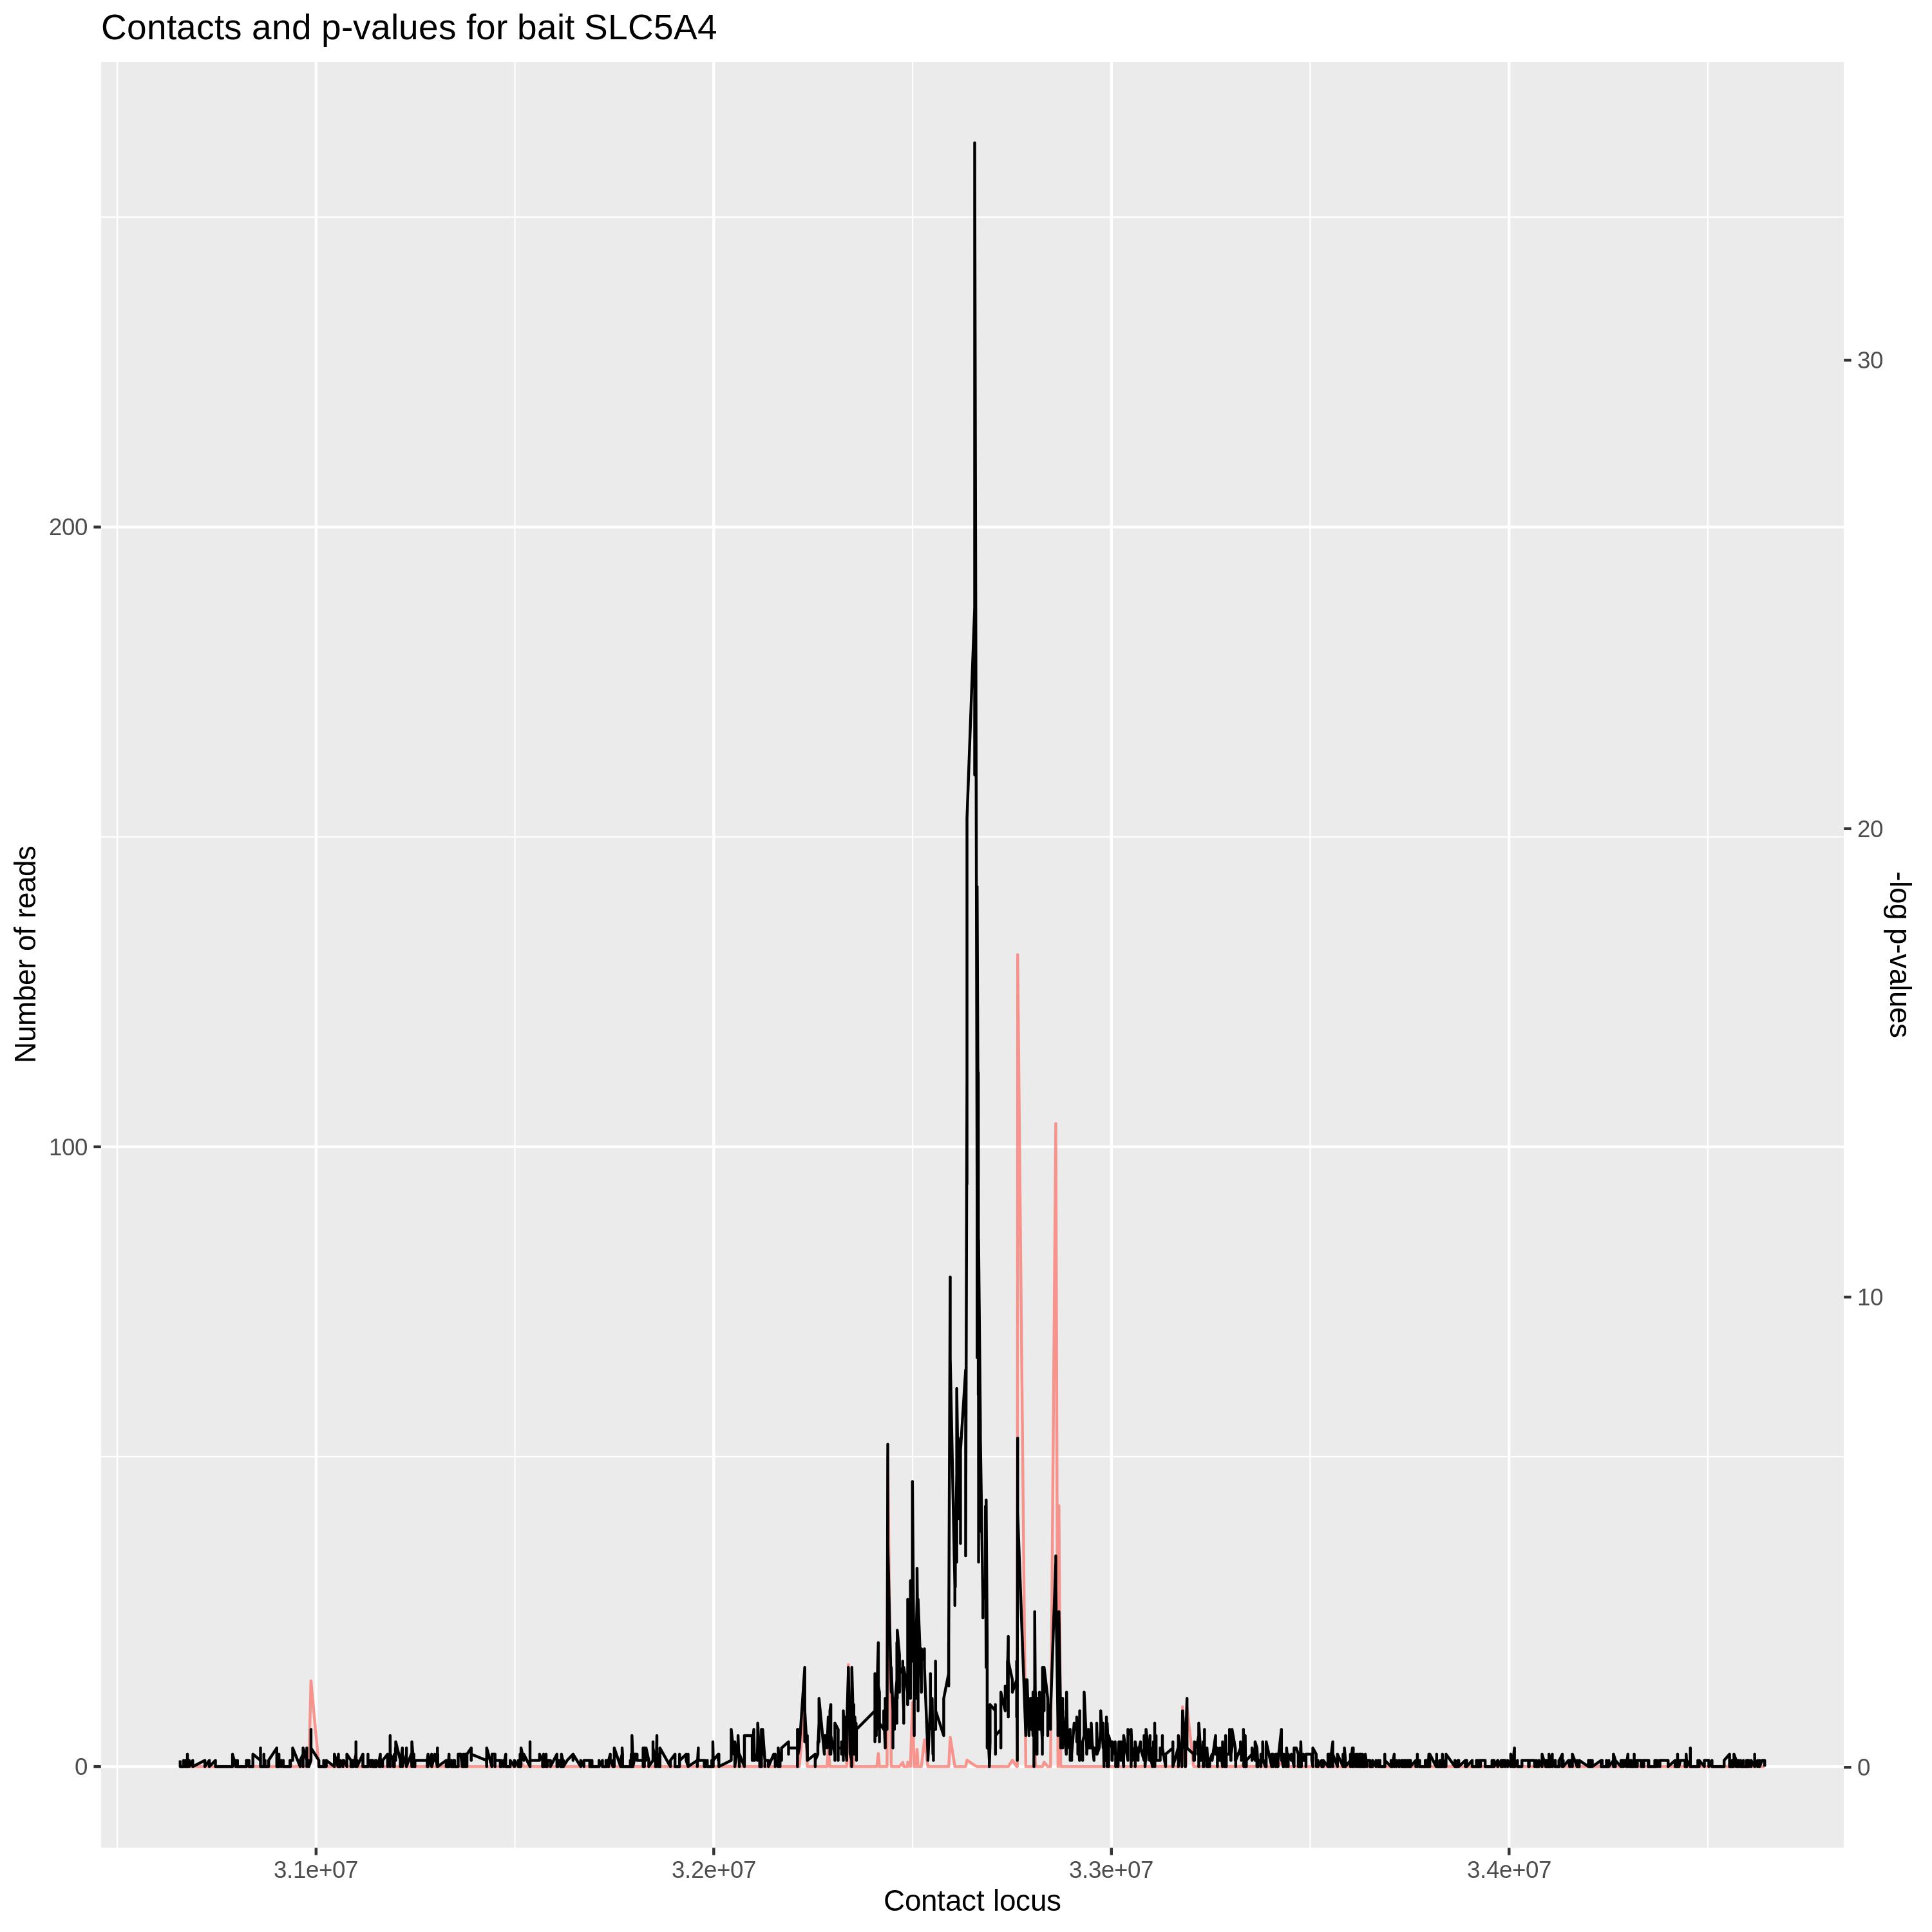 Contacts and p-values for bait SLC5A4
Number of reads
200
100
0
30
20
10
0
-log p-values
3.1e+07
3.2e+07
3.3e+07
3.4e+07
Contact locus